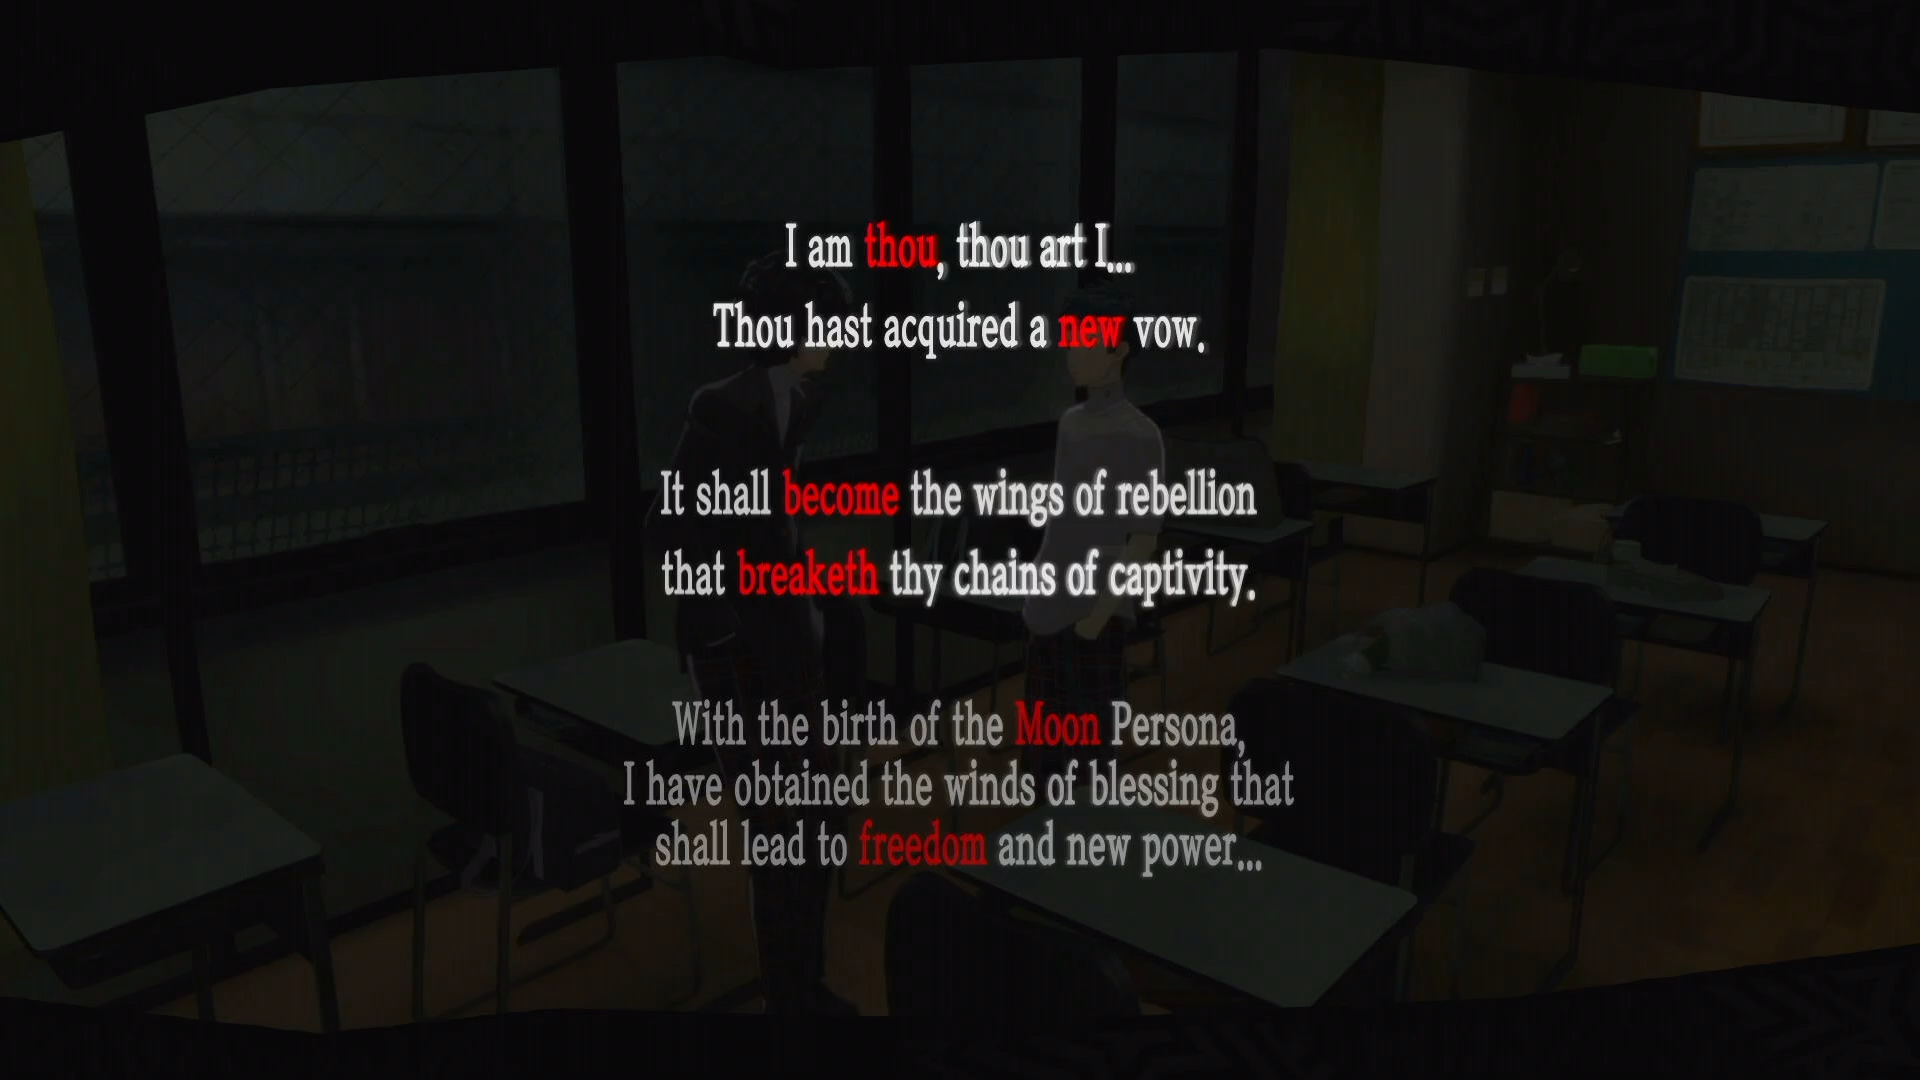 I am thou, thou art I...
Thou hast acquired a new vow.
It shall become the wings of rebellion
that breaketh thy chains of captivity.
With the birth of the Moon Persona,
I have obtained the winds of blessing that
shall lead to freedom and new power...